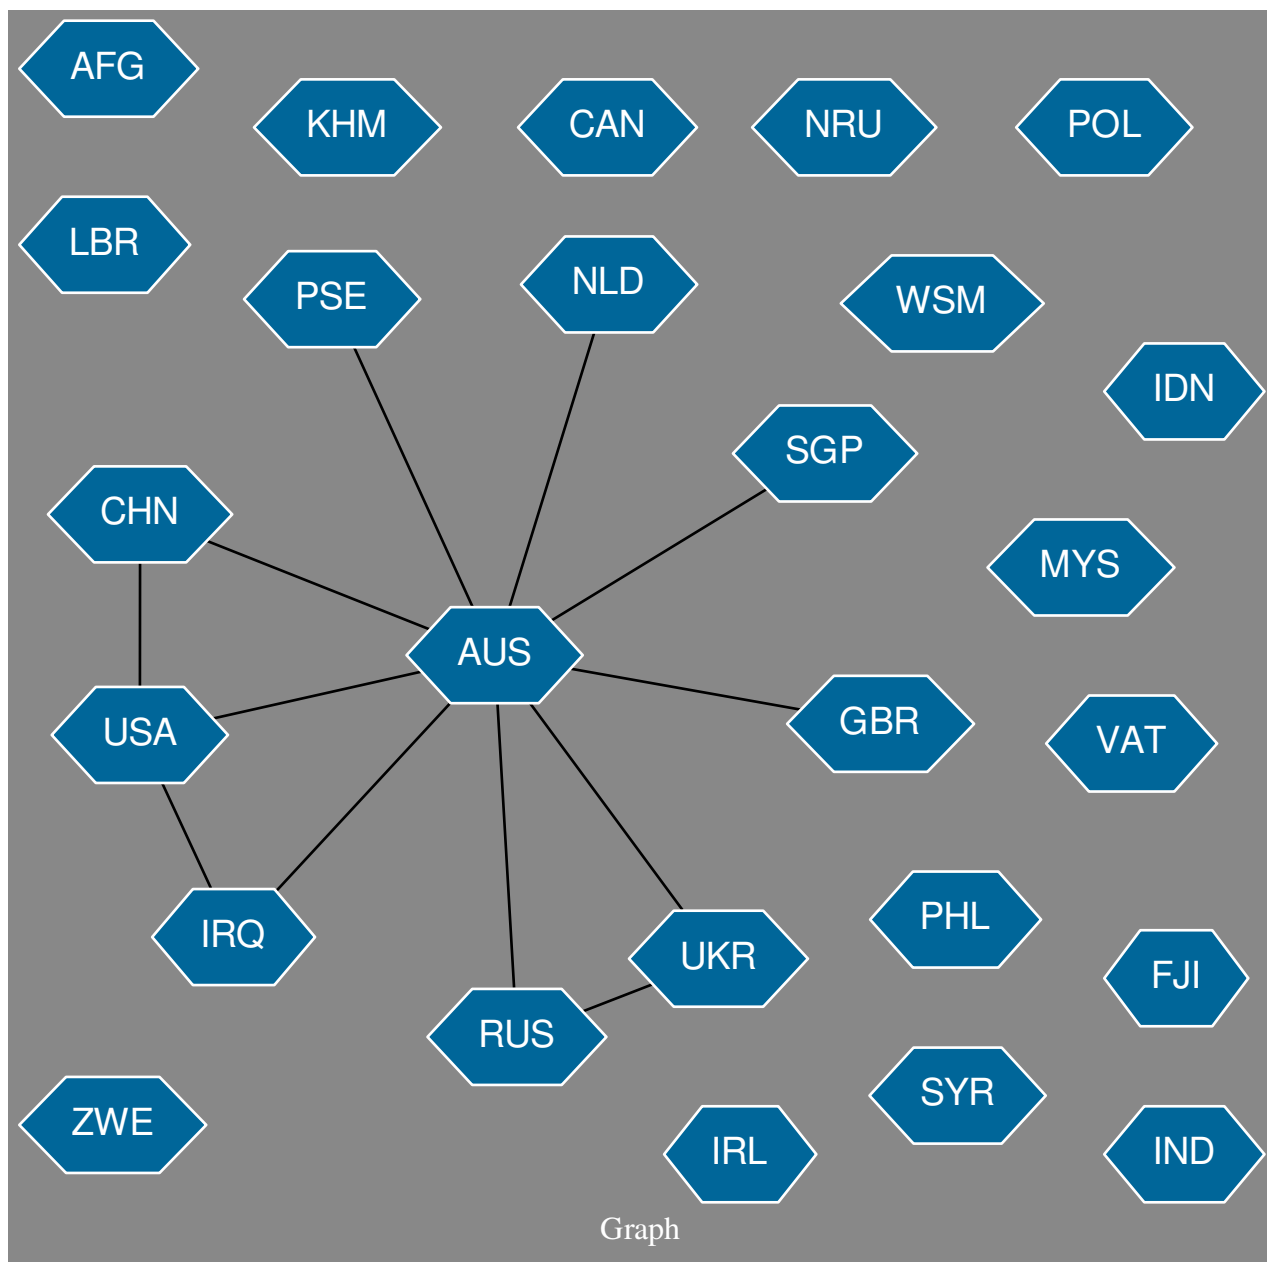 AFG
KHM
CAN
NRU
POL
LBR
PSE
NLD
WSM
IDN
SGP
CHN
MYS
AUS
USA
GBR
VAT
IRQ
UKR
PHL
FJI
RUS
SYR
ZWE
IRL
IND
Graph